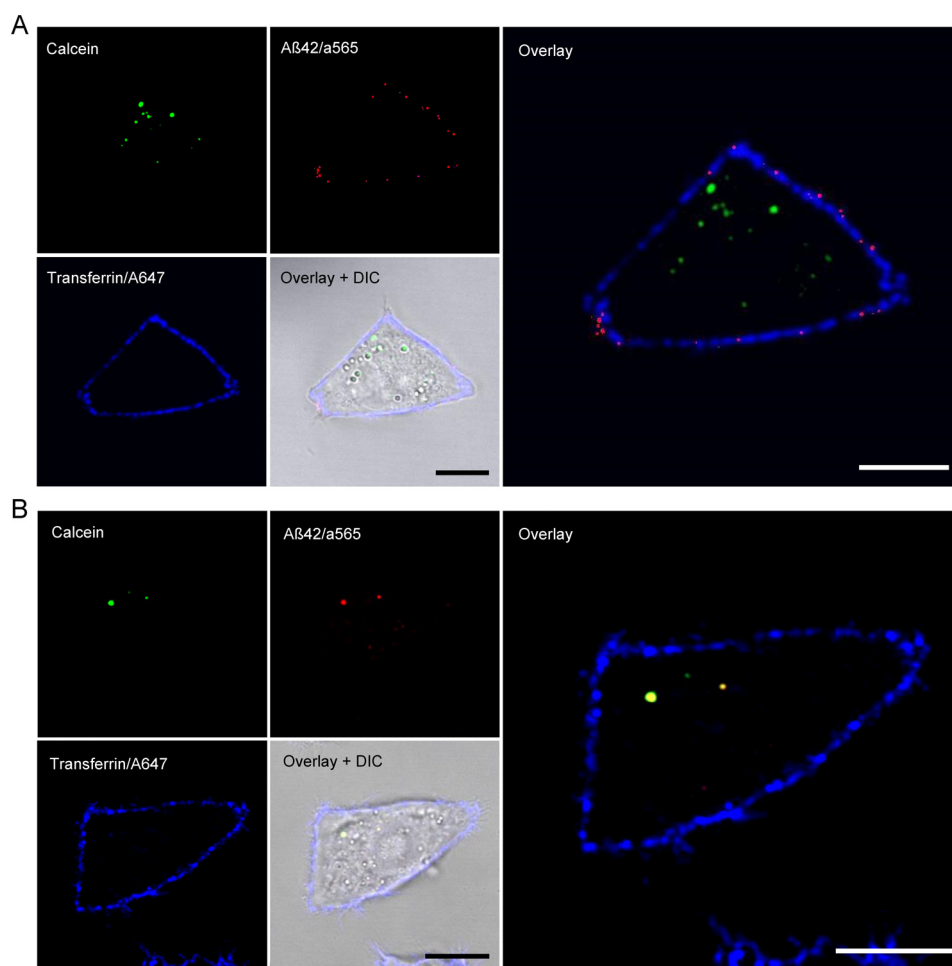 A
Calcein
Aß42/a565
Overlay
Transferrin/A647
Overlay + DIC
B
Calcein
Aß42/a565
Overlay
Transferrin/A647
Overlay + DIC